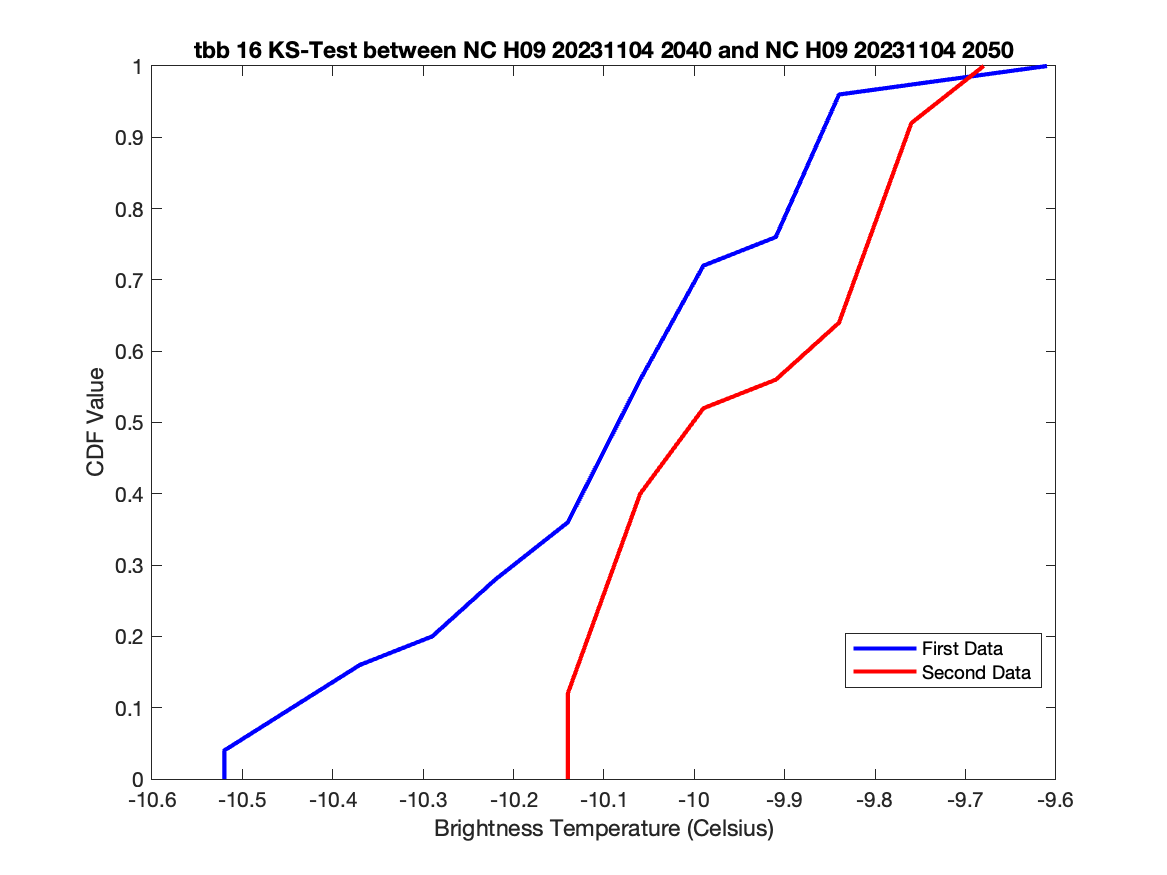 tbb 16 KS-Test between NC H09 20231104 2040 and NC H09 20231104 2050
1
0.9
0.8
0.7
0.6
0.5
0.4
0.3
0.2
0.1
0
CDF Value
First Data
Second Data
-10.6 -10.5 -10.4 -10.3 -10.2 -10.1 -10 -9.9 -9.8 -9.7 -9.6
Brightness Temperature (Celsius)